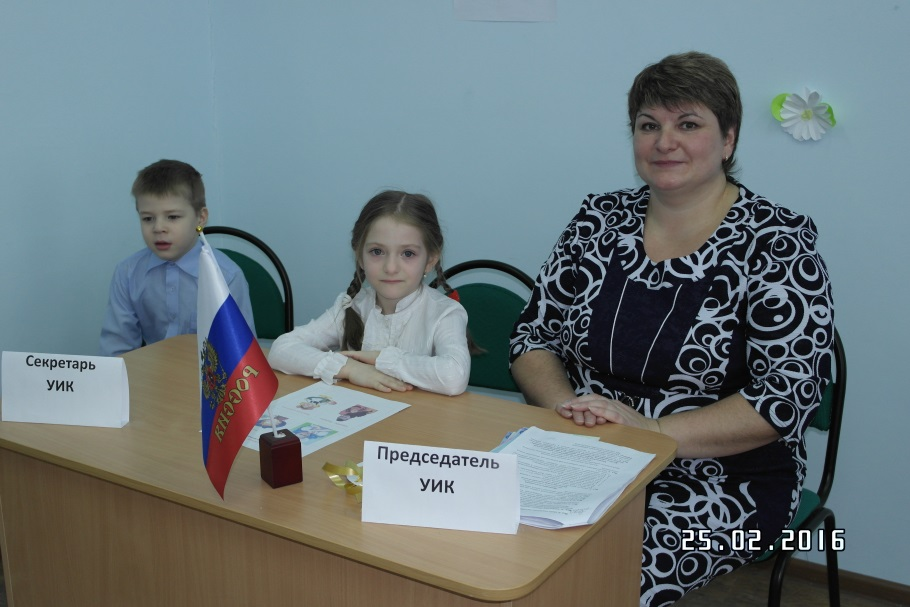 Секретарь
УИК
РОССИЯ
Председатель
УИК
25.02.2016